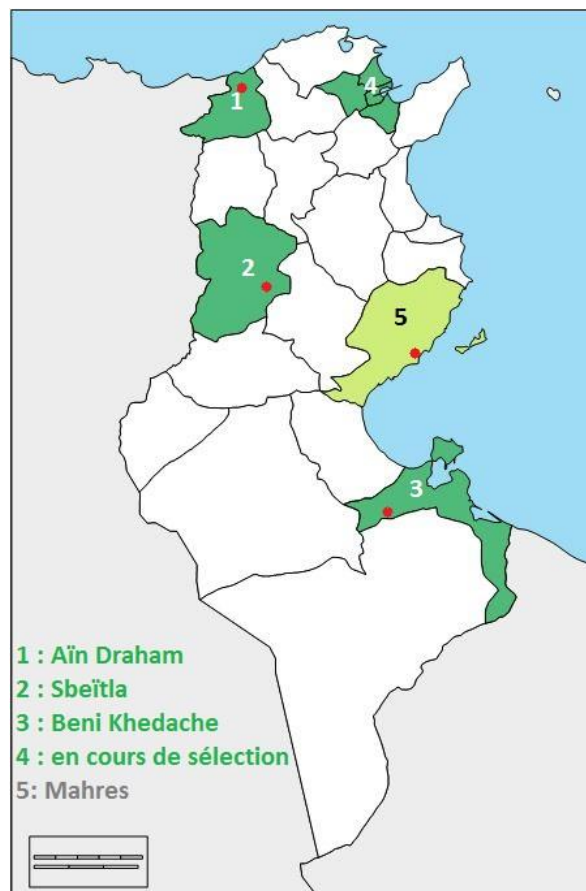 1
4
2
5
3
1 : Aïn Draham
2 : Sbeïtla
3 : Beni Khedache
4 : en cours de sélection
5: Mahres